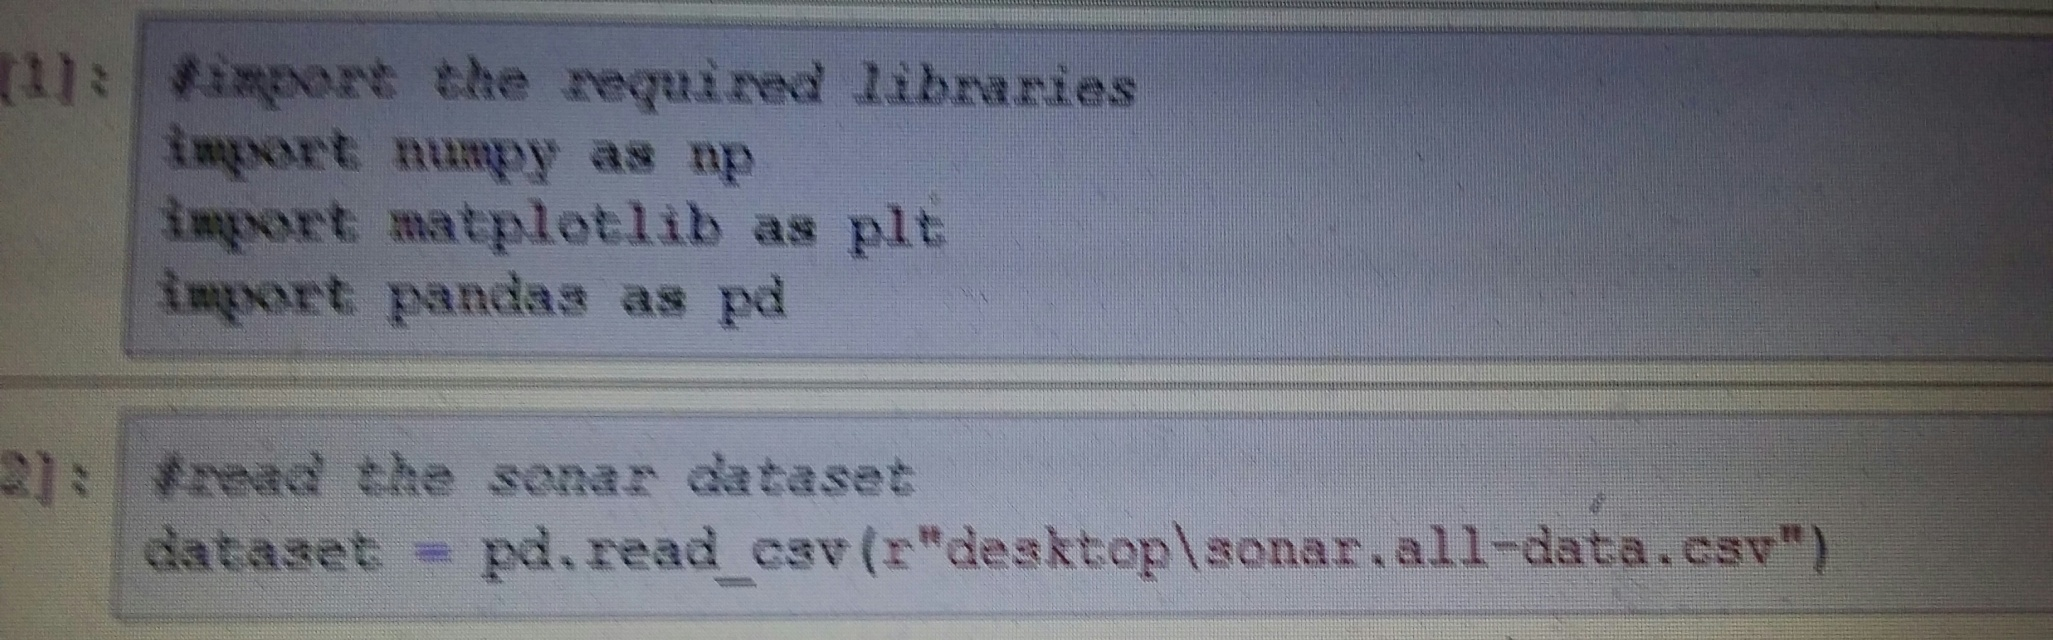 [1]: #import the required libraries
import numpy as np
import matplotlib as plt
import pandas as pd
2]: #read the sonar dataset
dataset = pd.read_csv(r"desktop\sonar.all-data.csv")